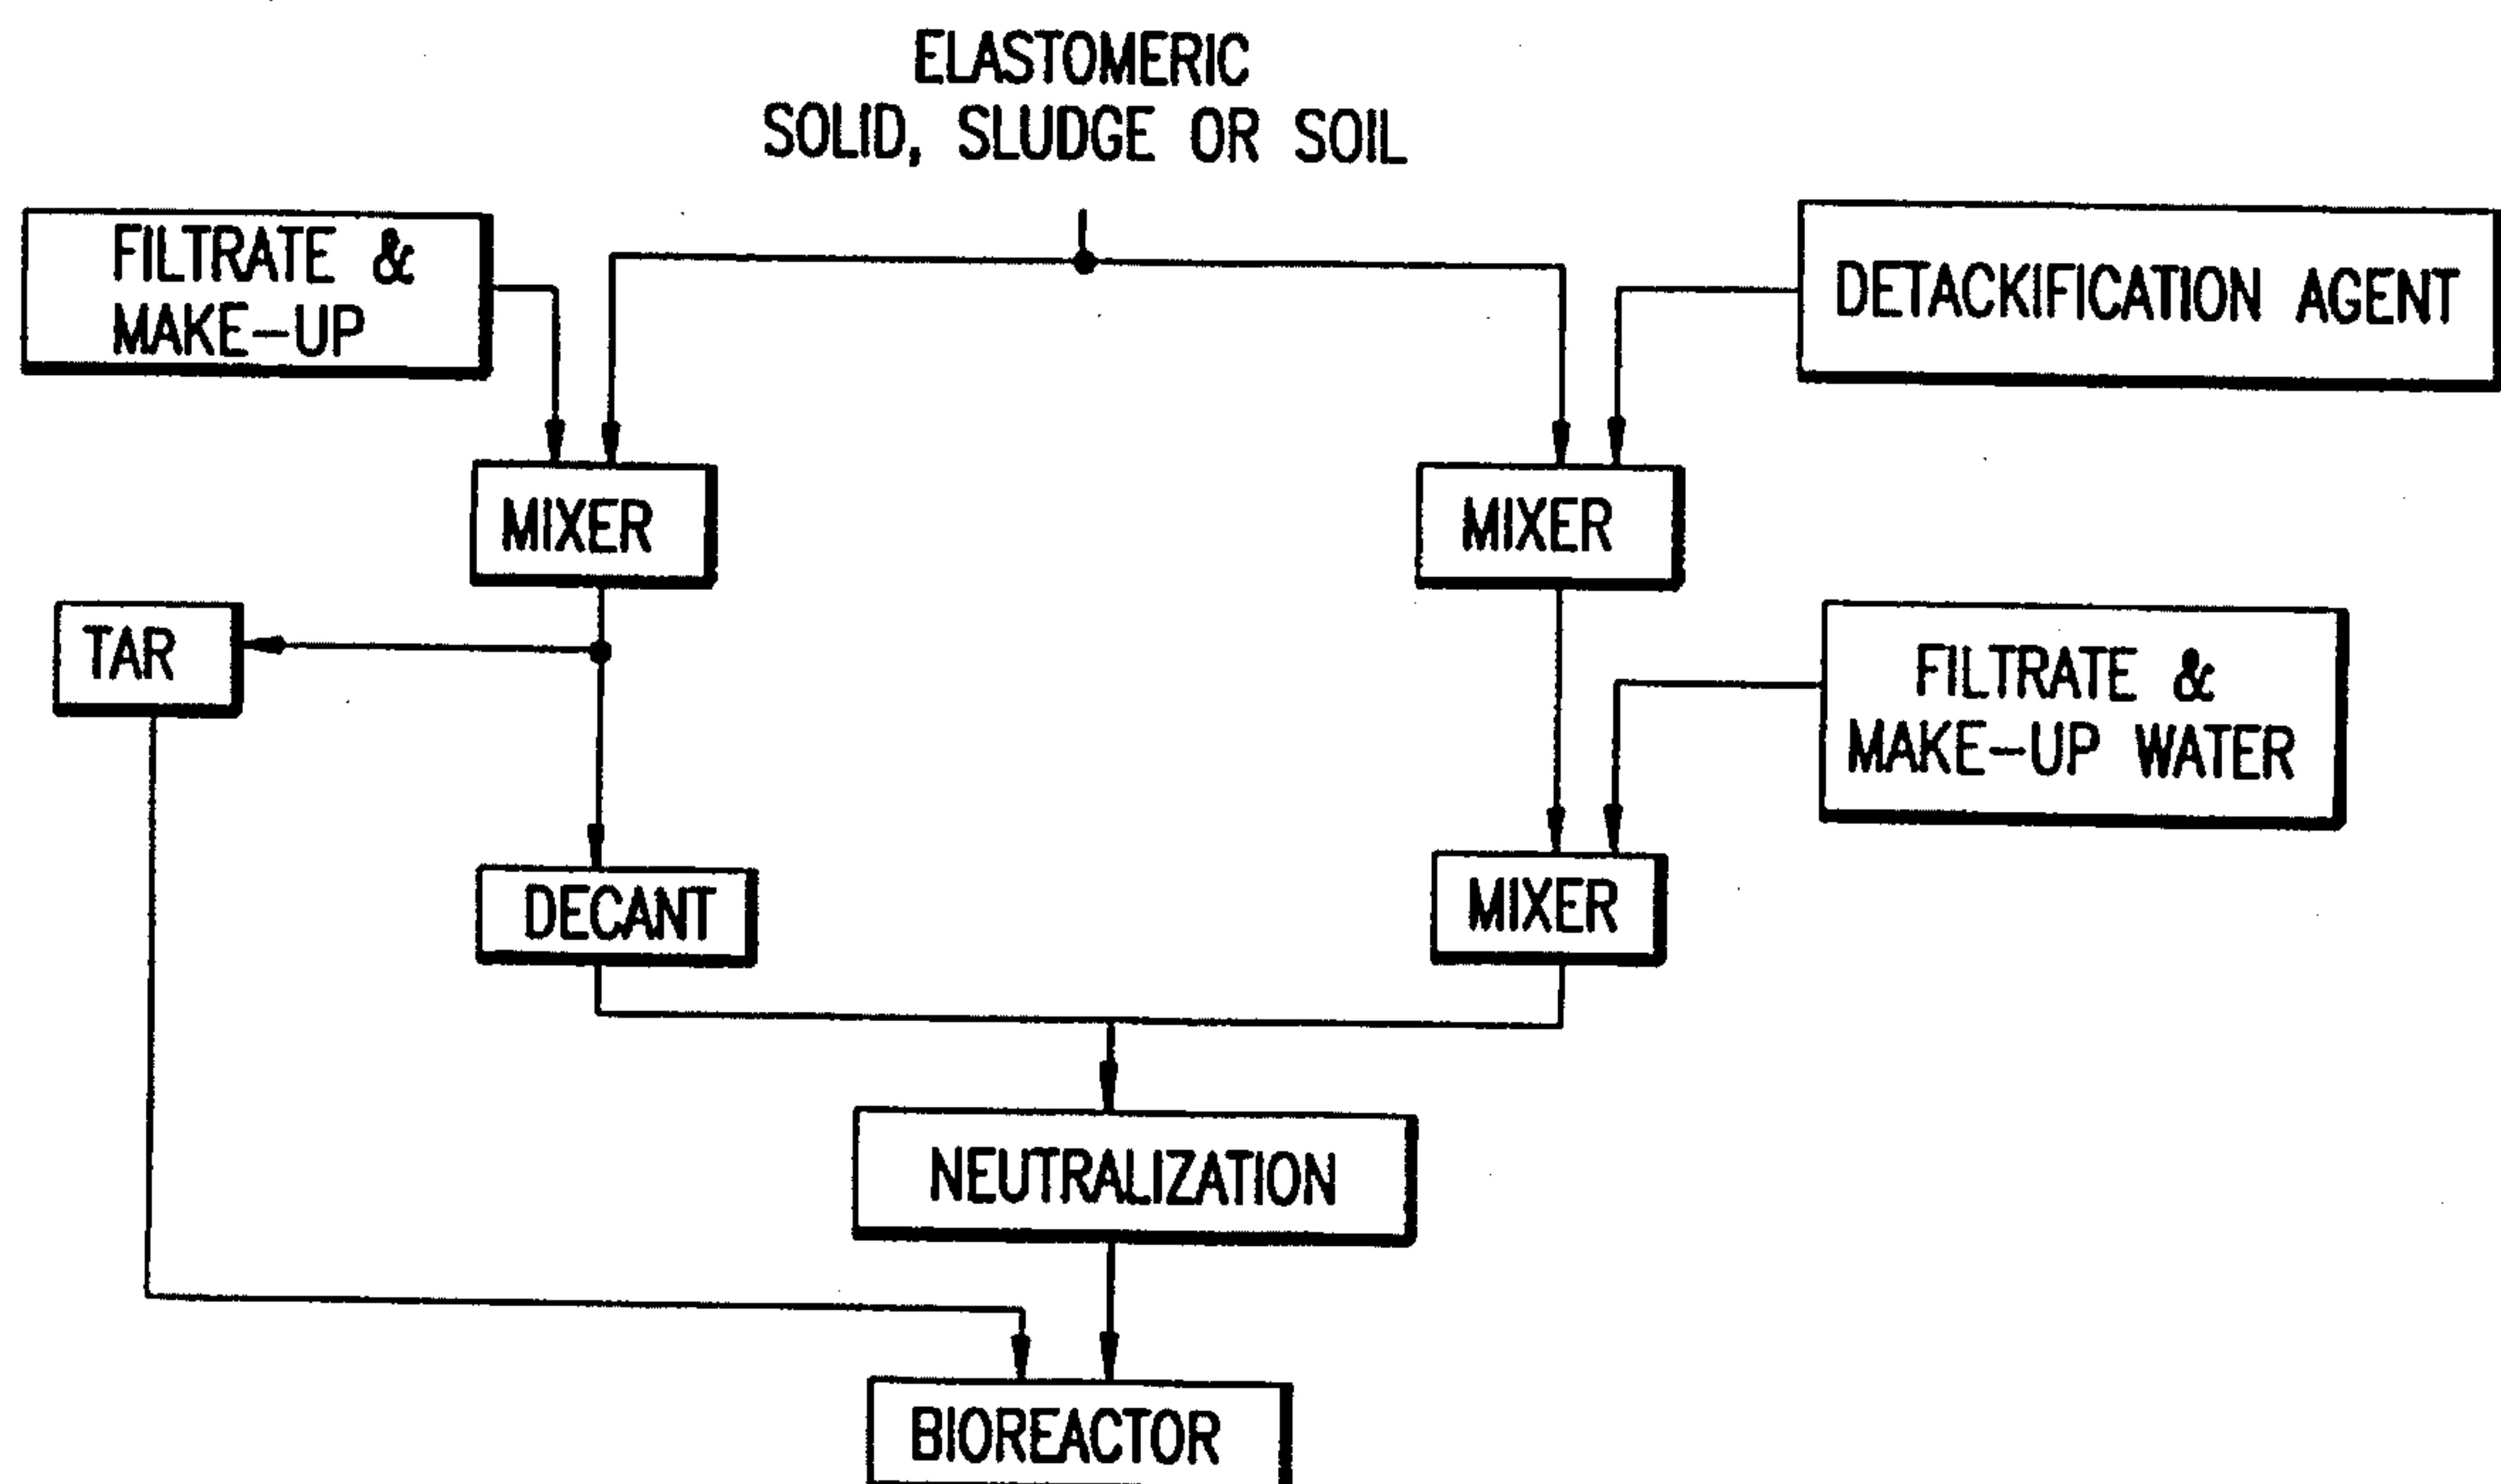 ELASTOMERIC
SOLID, SLUDGE OR SOIL
FILTRATE &
MAKE-UP
DETACKIFICATION AGENT
MIXER
MIXER
TAR
FILTRATE &
MAKE-UP WATER
DECANT
MIXER
NEUTRALIZATION
BIOREACTOR